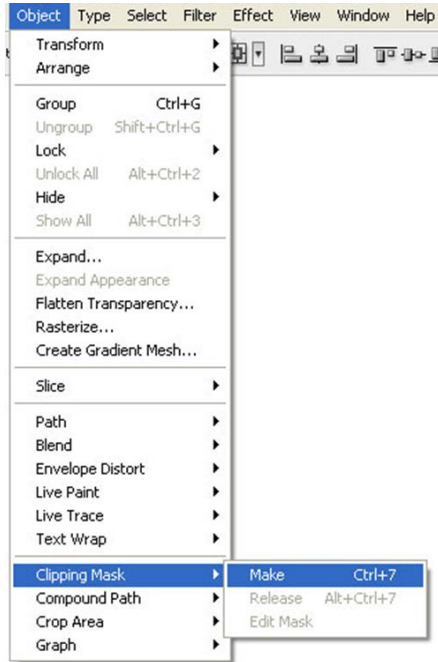 Object Type Select Filter Effect View Window Help
Transform
Arrange
Group Ctrl+G
Ungroup Shift+Ctrl+G
Lock
Unlock All Alt+Ctrl+2
Hide
Show All Alt+Ctrl+3
Expand...
Expand Appearance
Flatten Transparency...
Rasterize...
Create Gradient Mesh...
Slice
Path
Blend
Envelope Distort
Live Paint
Live Trace
Text Wrap
Clipping Mask Make Ctrl+7
Compound Path Release Alt+Ctrl+7
Crop Area Edit Mask
Graph